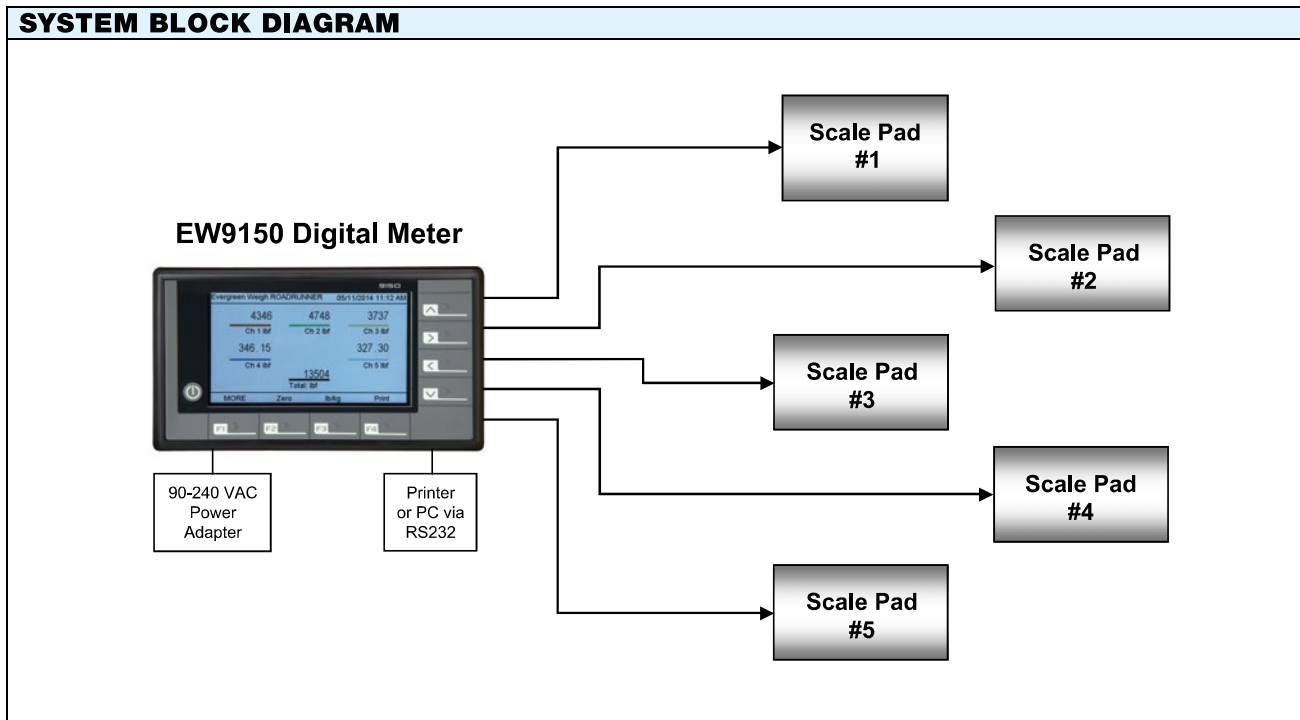 SYSTEM BLOCK DIAGRAM
EW9150 Digital Meter
9150
Evergreen Weigh ROADRUNNER 05/11/2014 11:12 AM
4346 4748 3737
Ch 1 lbf Ch 2 lbf Ch 3 lbf
346.15 327.30
Ch 4 lbf Ch 5 lbf
13504
Total: lbf
MORE Zero lb/kg Print
F1 F2 F3 F4
90-240 VAC
Power
Adapter
Printer
or PC via
RS232
Scale Pad
#1
Scale Pad
#2
Scale Pad
#3
Scale Pad
#4
Scale Pad
#5